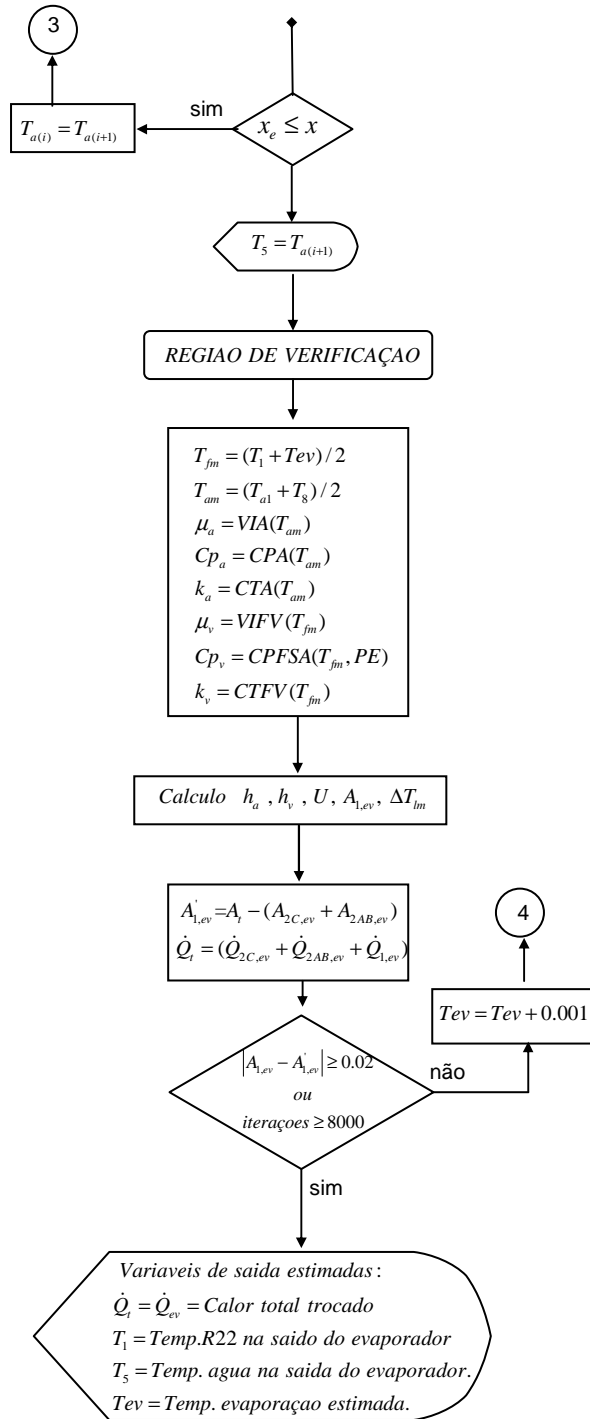 3
sim
T_{a(i)} = T_{a(i+1)}
x_e ≤ x
T_5 = T_{a(i+1)}
REGIAO DE VERIFICAÇAO
T_{fm} = (T_1 + Tev) / 2
T_{am} = (T_{a1} + T_8) / 2
μ_a = VIA(T_{am})
Cp_a = CPA(T_{am})
k_a = CTA(T_{am})
μ_v = VIFV(T_{fm})
Cp_v = CPFSA(T_{fm}, PE)
k_v = CTFV(T_{fm})
Calculo h_a , h_v , U, A_{1,ev}, ΔT_{lm}
A^'_{1,ev} = A_t − (A_{2C,ev} + A_{2AB,ev})
Q̇_t = (Q̇_{2C,ev} + Q̇_{2AB,ev} + Q̇_{1,ev})
4
Tev = Tev + 0.001
|A_{1,ev} − A^'_{1,ev}| ≥ 0.02
ou
iteraçoes ≥ 8000
não
sim
Variaveis de saida estimadas :
Q̇_t = Q̇_{ev} = Calor total trocado
T_1 = Temp.R22 na saido do evaporador
T_5 = Temp. agua na saida do evaporador.
Tev = Temp. evaporaçao estimada.